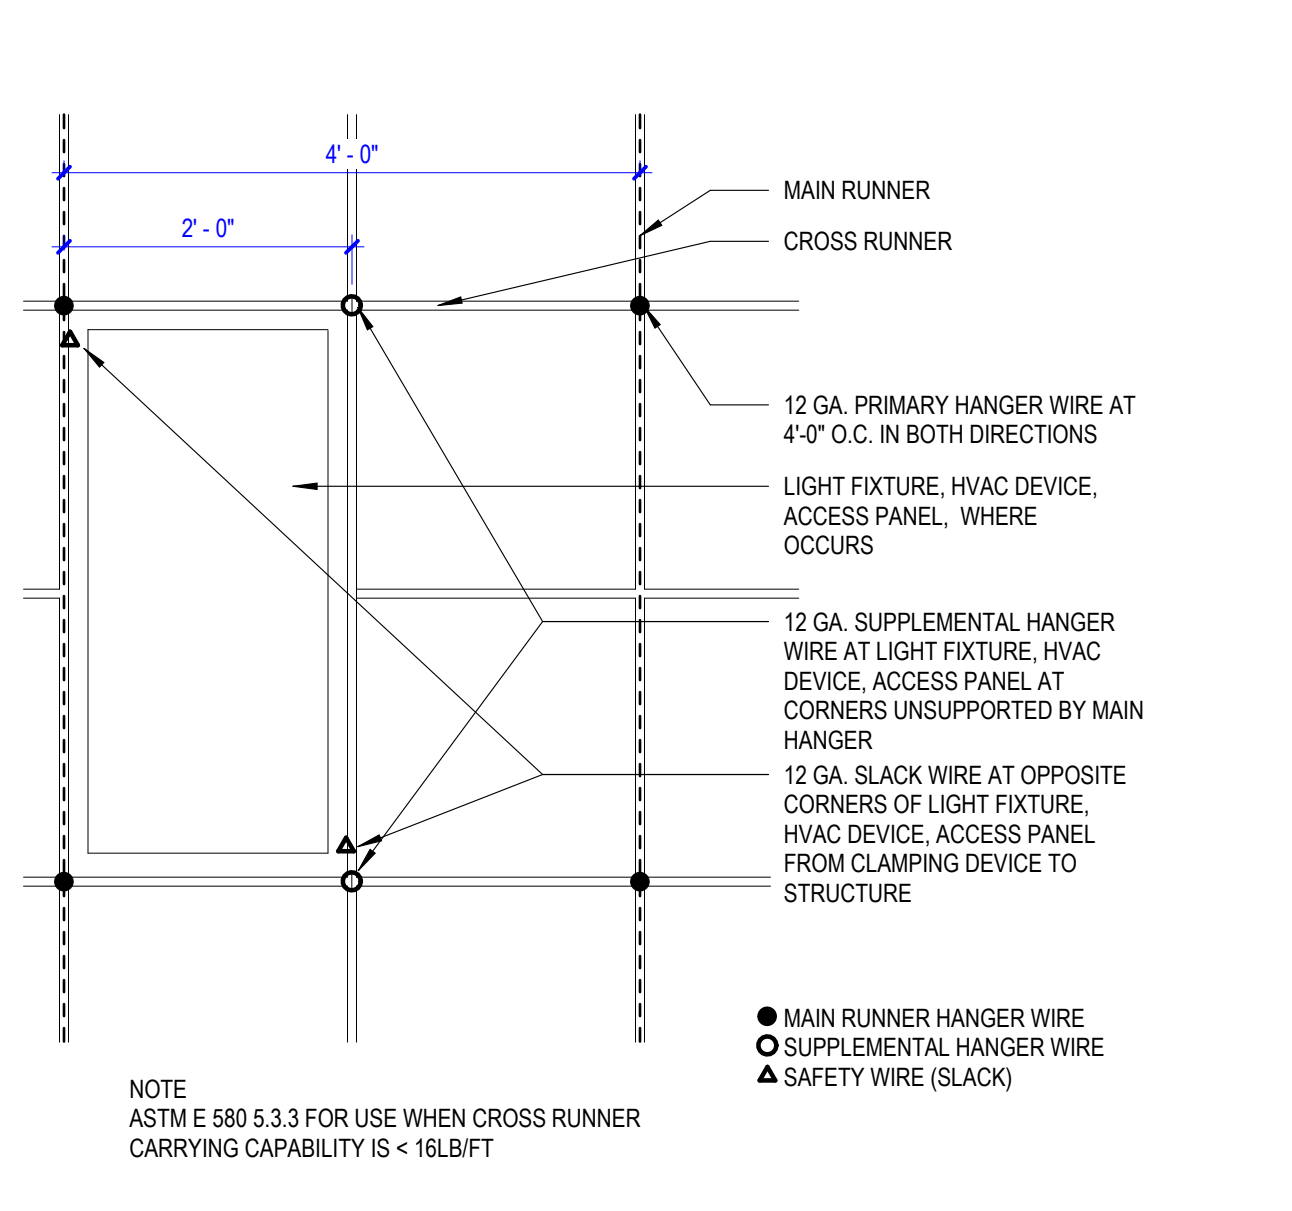 4' - 0"
2' - 0"
MAIN RUNNER
CROSS RUNNER
12 GA. PRIMARY HANGER WIRE AT
4'-0" O.C. IN BOTH DIRECTIONS
LIGHT FIXTURE, HVAC DEVICE,
ACCESS PANEL, WHERE
OCCURS
12 GA. SUPPLEMENTAL HANGER
WIRE AT LIGHT FIXTURE, HVAC
DEVICE, ACCESS PANEL AT
CORNERS UNSUPPORTED BY MAIN
HANGER
12 GA. SLACK WIRE AT OPPOSITE
CORNERS OF LIGHT FIXTURE,
HVAC DEVICE, ACCESS PANEL
FROM CLAMPING DEVICE TO
STRUCTURE
MAIN RUNNER HANGER WIRE
SUPPLEMENTAL HANGER WIRE
SAFETY WIRE (SLACK)
NOTE
ASTM E 580 5.3.3 FOR USE WHEN CROSS RUNNER
CARRYING CAPABILITY IS < 16LB/FT